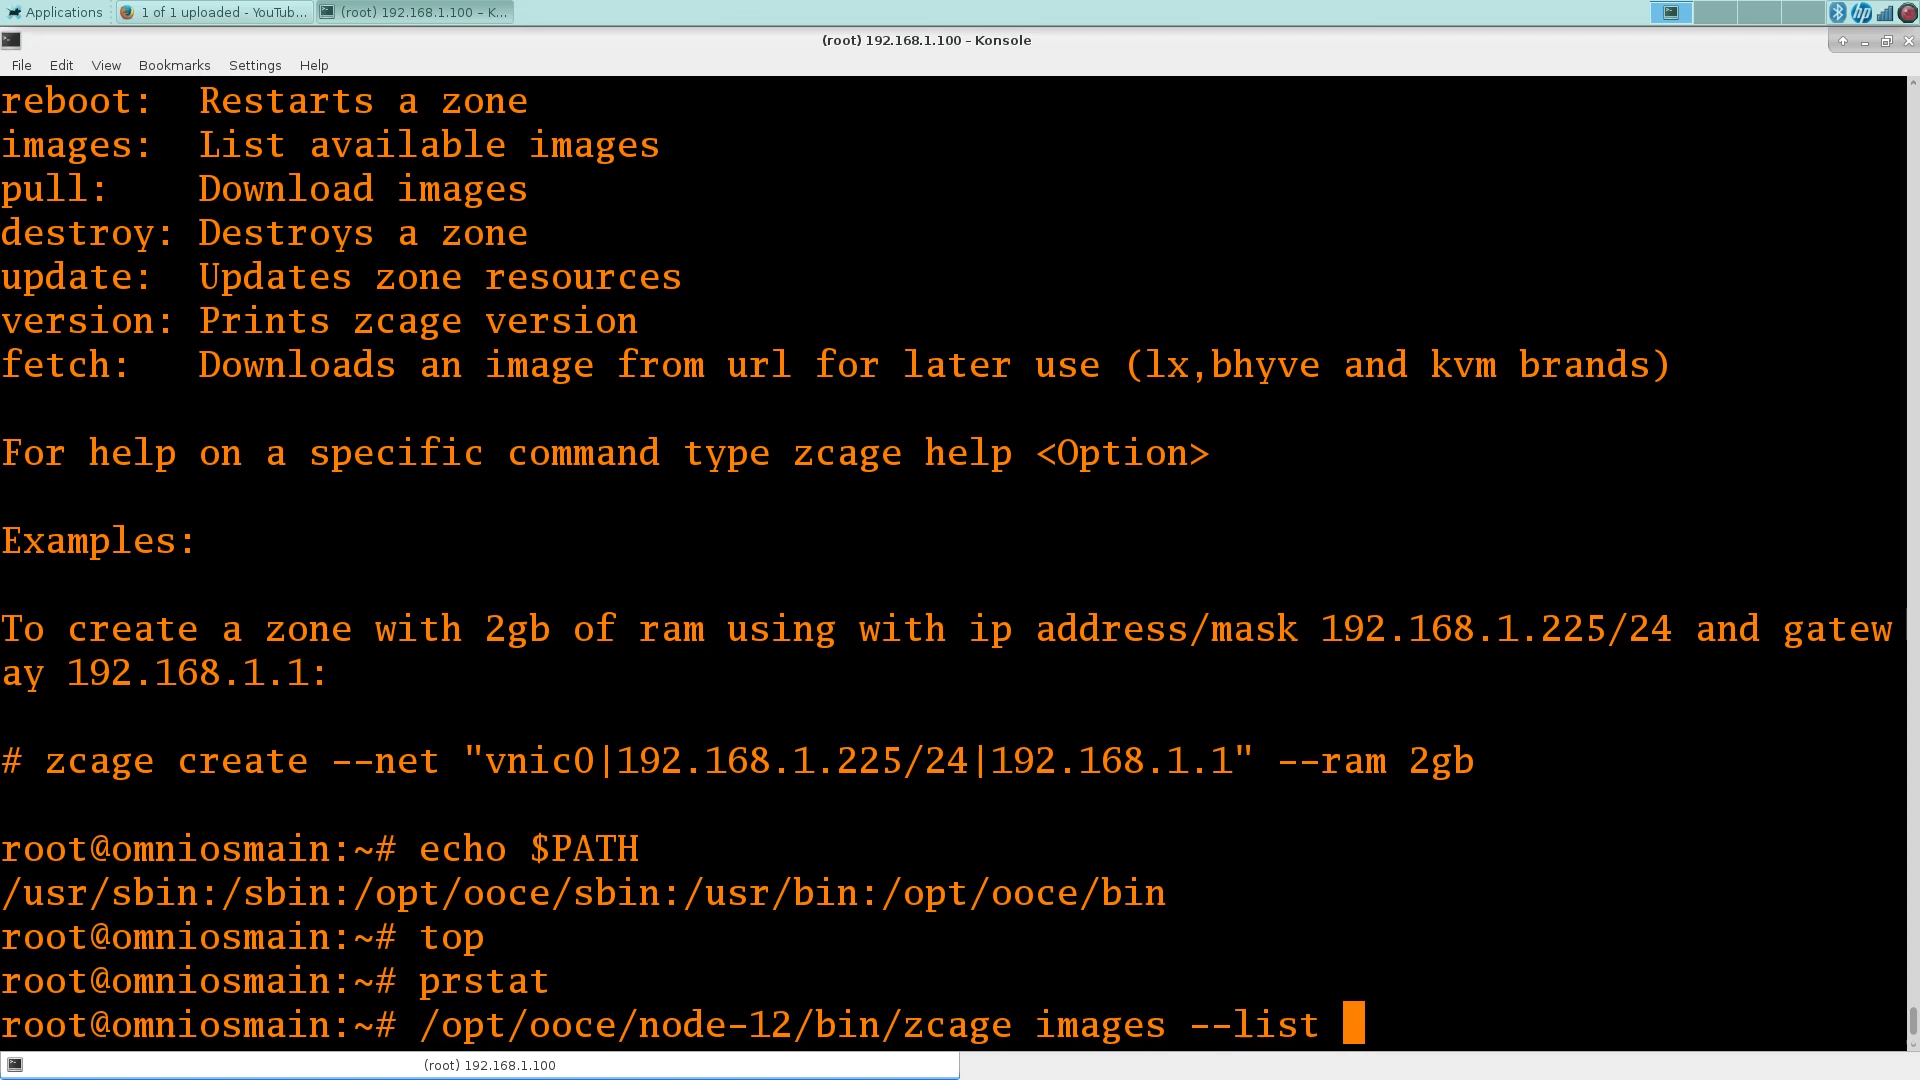 Applications
1 of 1 uploaded - YouTub...
(root) 192.168.1.100 – K...
(root) 192.168.1.100 – Konsole
File Edit View Bookmarks Settings Help
reboot:  Restarts a zone
images:  List available images
pull:    Download images
destroy: Destroys a zone
update:  Updates zone resources
version: Prints zcage version
fetch:   Downloads an image from url for later use (lx,bhyve and kvm brands)
For help on a specific command type zcage help <Option>
Examples:
To create a zone with 2gb of ram using with ip address/mask 192.168.1.225/24 and gatew
ay 192.168.1.1:
# zcage create --net "vnic0|192.168.1.225/24|192.168.1.1" --ram 2gb
root@omniosmain:~# echo $PATH
/usr/sbin:/sbin:/opt/ooce/sbin:/usr/bin:/opt/ooce/bin
root@omniosmain:~# top
root@omniosmain:~# prstat
root@omniosmain:~# /opt/ooce/node-12/bin/zcage images --list
(root) 192.168.1.100